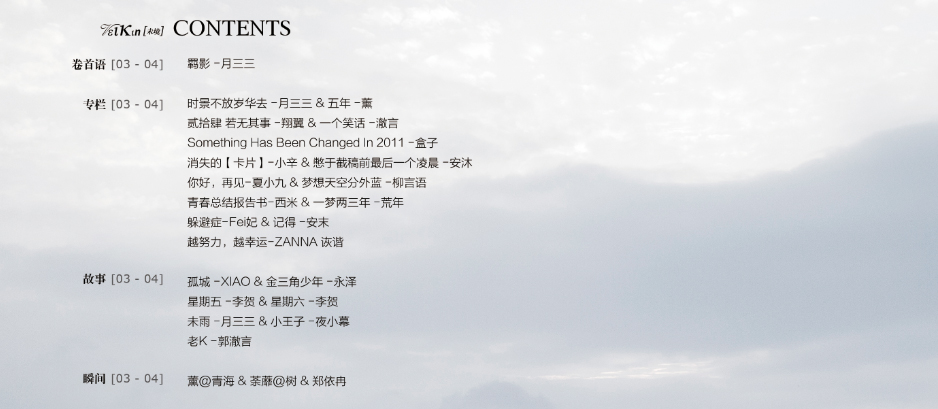 VēiKin [未境] CONTENTS
卷首语 [03 - 04] 羁影 -月三三
专栏 [03 - 04] 时景不放岁华去 -月三三 & 五年 -薰
贰拾肆 若无其事 -翔翼 & 一个笑话 -澈言
Something Has Been Changed In 2011 -盒子
消失的【卡片】-小辛 & 憋于截稿前最后一个凌晨 -安沐
你好，再见-夏小九 & 梦想天空分外蓝 -柳言语
青春总结报告书-西米 & 一梦两三年 -荒年
躲避症-Fei妃 & 记得 -安末
越努力，越幸运-ZANNA 诙谐
故事 [03 - 04] 孤城 -XIAO & 金三角少年 -永泽
星期五 -李贺 & 星期六 -李贺
未雨 -月三三 & 小王子 -夜小幕
老K -郭澈言
瞬间 [03 - 04] 薰@青海 & 荼蘼@树 & 郑依冉